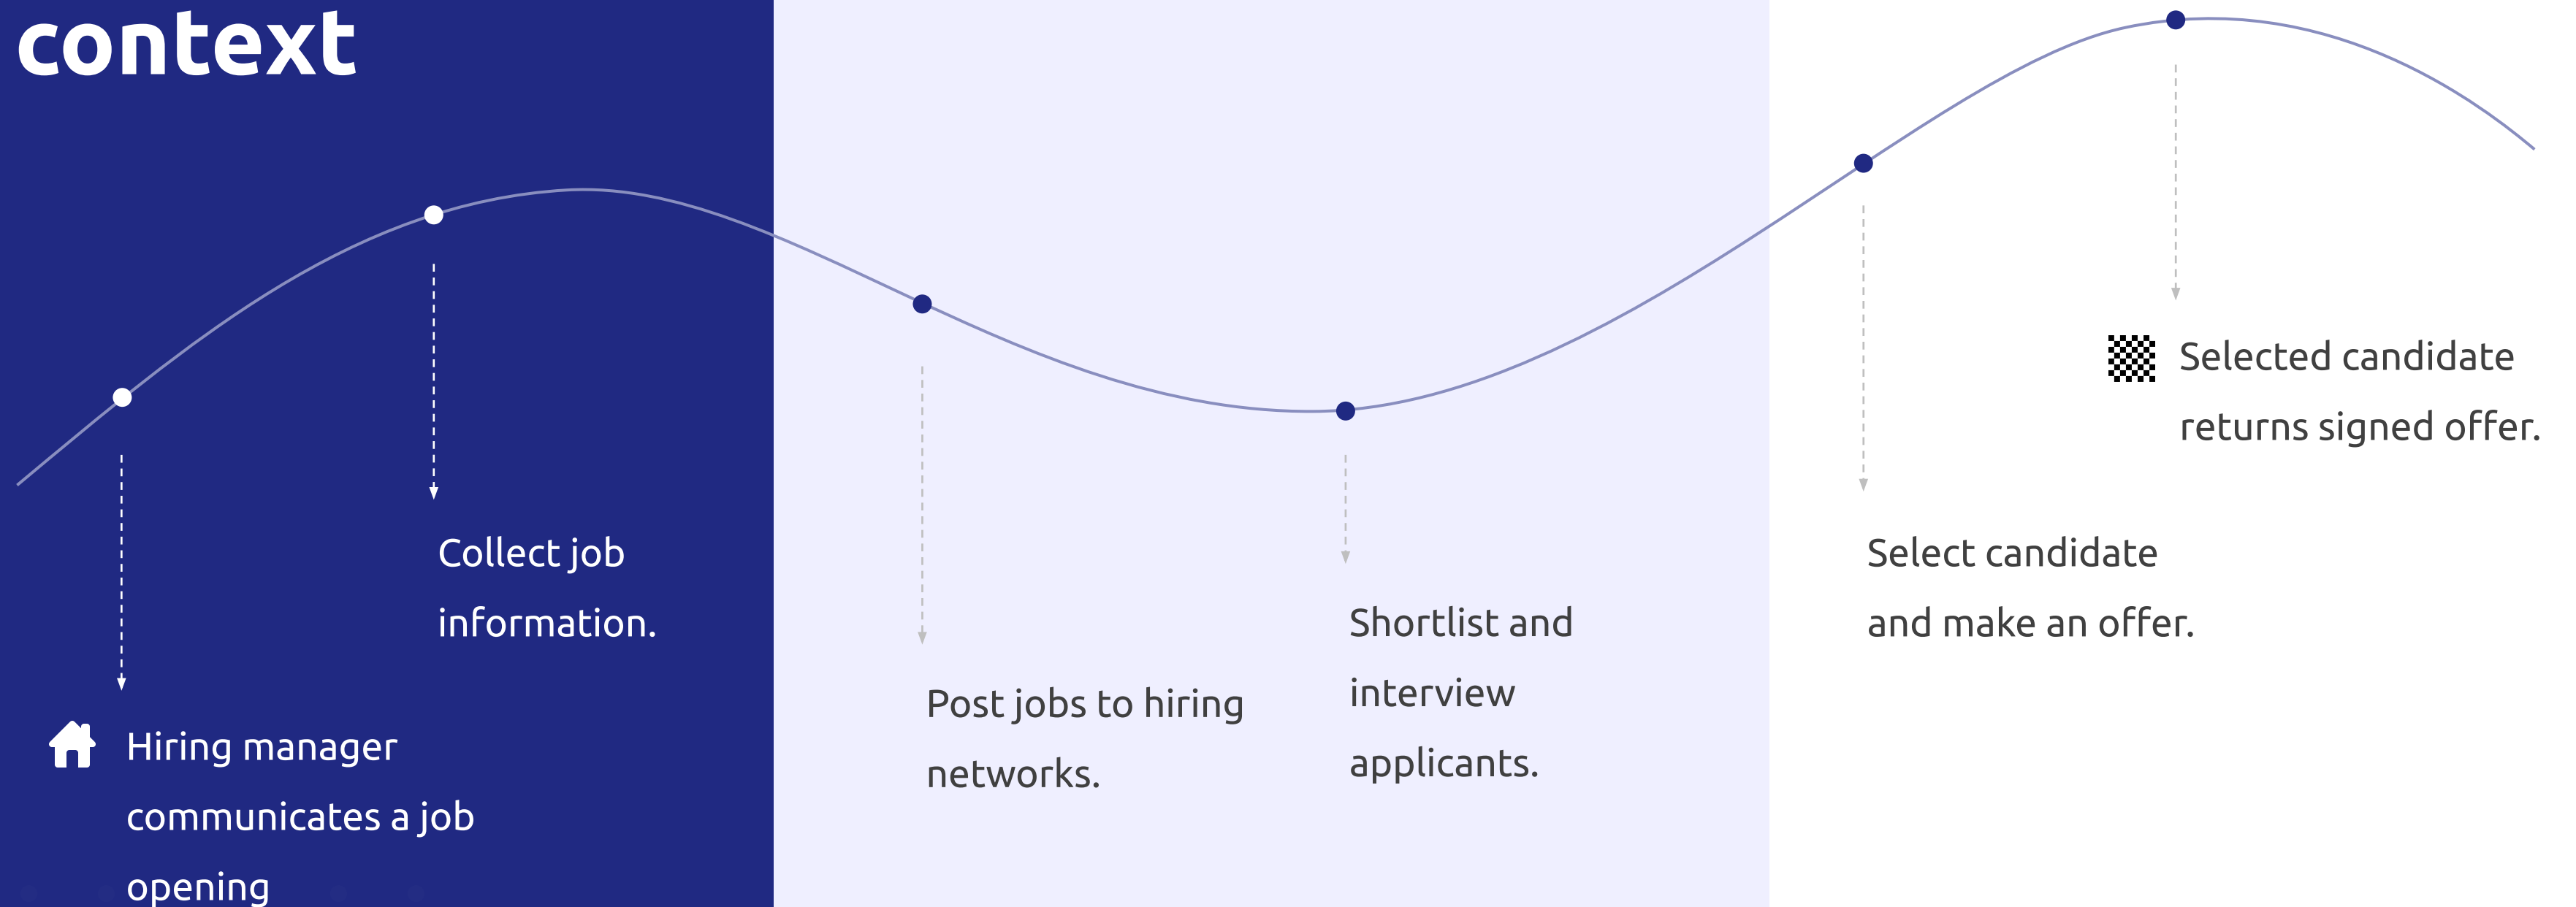 context
Hiring manager
communicates a job
opening
Collect job
information.
Post jobs to hiring
networks.
Shortlist and
interview
applicants.
Select candidate
and make an offer.
Selected candidate
returns signed offer.